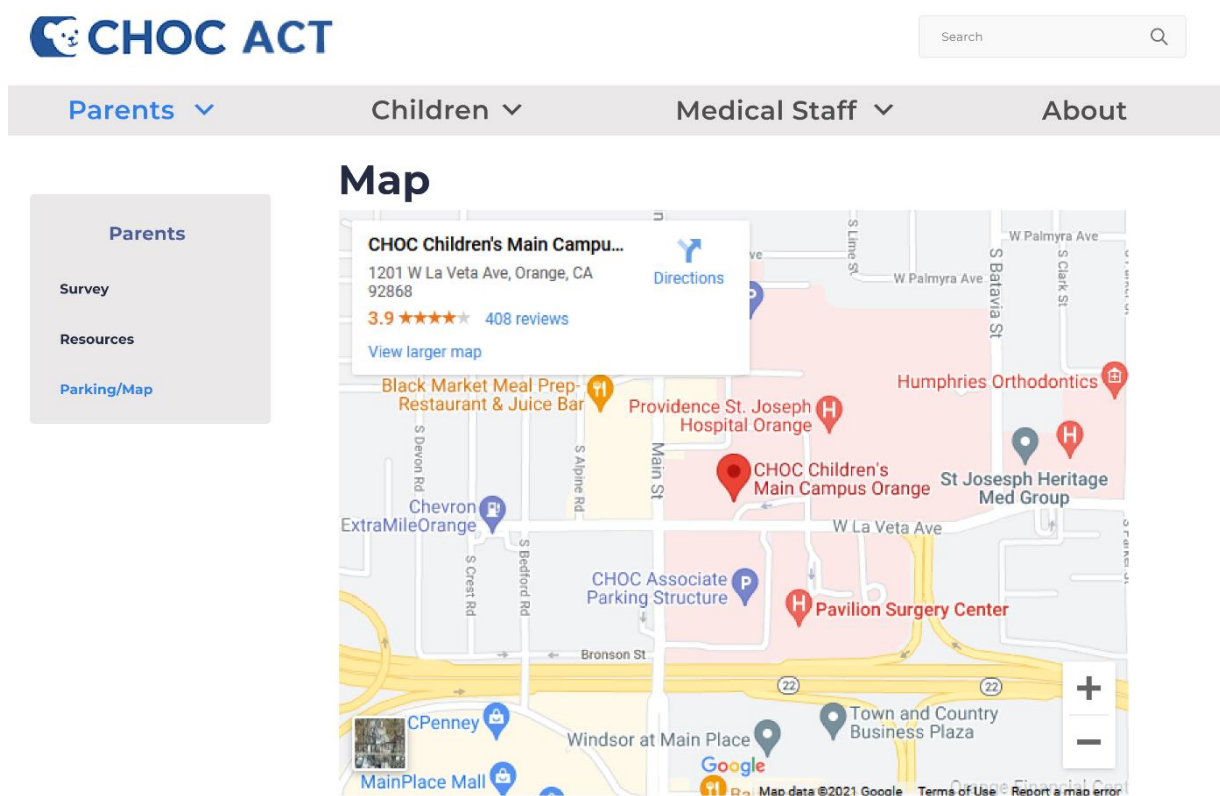 CHOC ACT
Search
Parents
Children
Medical Staff
About
Map
Parents
Survey
Resources
Parking/Map
CHOC Children's Main Campu...
1201 W La Veta Ave, Orange, CA
92868
3.9
408 reviews
View larger map
Directions
S Lime St
W Palmyra Ave
W Palmyra Ave
S Batavia St
S Clark St
Black Market Meal Prep-
Restaurant & Juice Bar
Providence St. Joseph
Hospital Orange
H
Humphries Orthodontics
H
S Devon Rd
S Alpine Rd
Main St
CHOC Children's
Main Campus Orange
St Josesph Heritage
Med Group
Chevron
ExtraMileOrange
W La Veta Ave
S Crest Rd
S Bedford Rd
CHOC Associate
Parking Structure
P
H
Pavilion Surgery Center
Bronson St
22
22
CPenney
Windsor at Main Place
Town and Country
Business Plaza
MainPlace Mall
Google
Map data ©2021 Google
Terms of Use
Report a map error